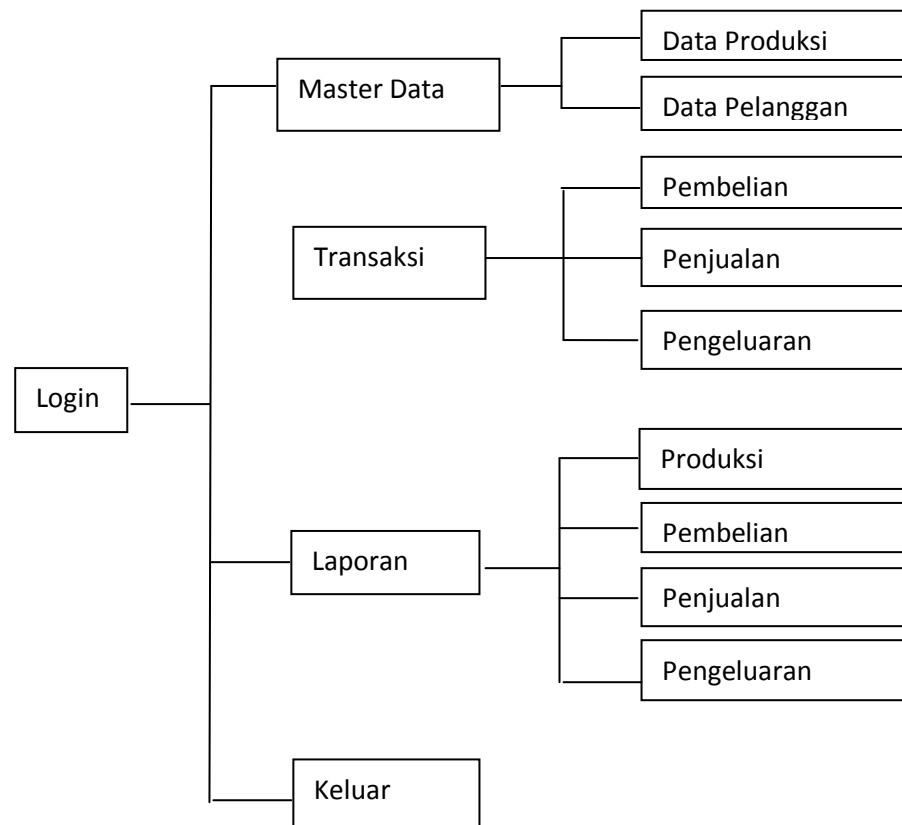 Login
Master Data
Data Produksi
Data Pelanggan
Transaksi
Pembelian
Penjualan
Pengeluaran
Laporan
Produksi
Pembelian
Penjualan
Pengeluaran
Keluar